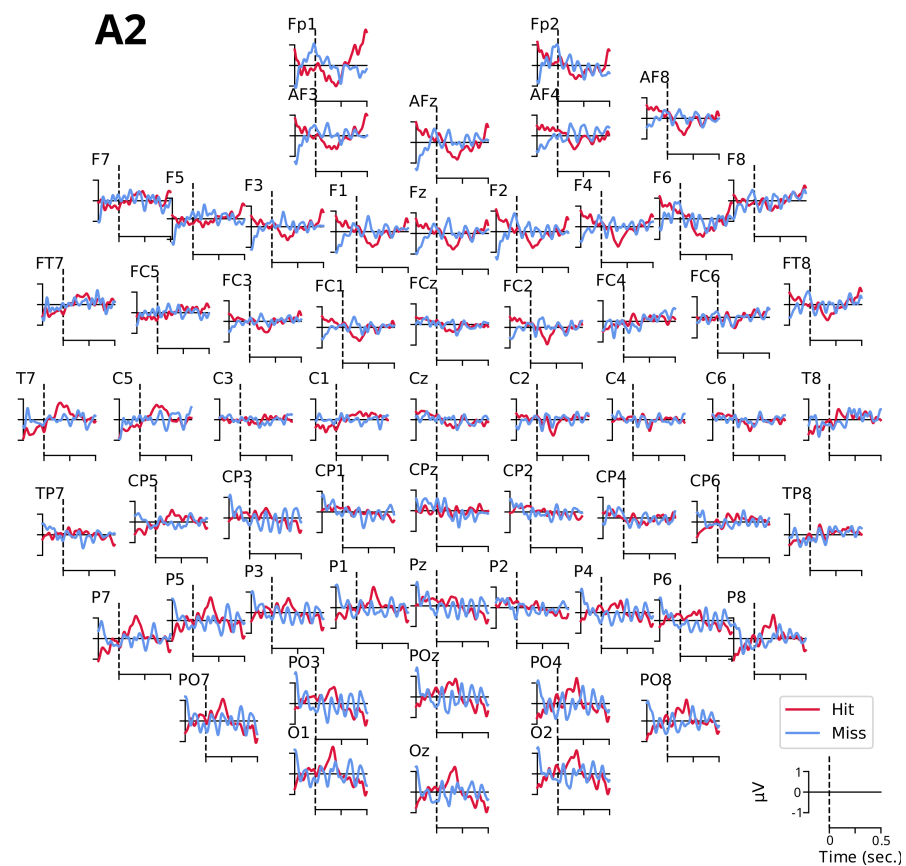 A2
Fp1 Fp2
AF3 AFz AF4 AF8
F7 F5 F3 F1 Fz F2 F4 F6 F8
FT7 FC5 FC3 FC1 FCz FC2 FC4 FC6 FT8
T7 C5 C3 C1 Cz C2 C4 C6 T8
TP7 CP5 CP3 CP1 CPz CP2 CP4 CP6 TP8
P7 P5 P3 P1 Pz P2 P4 P6 P8
PO7 PO3 POz PO4 PO8
O1 Oz O2
Hit
Miss
μV
1
0
-1
0 0.5
Time (sec.)